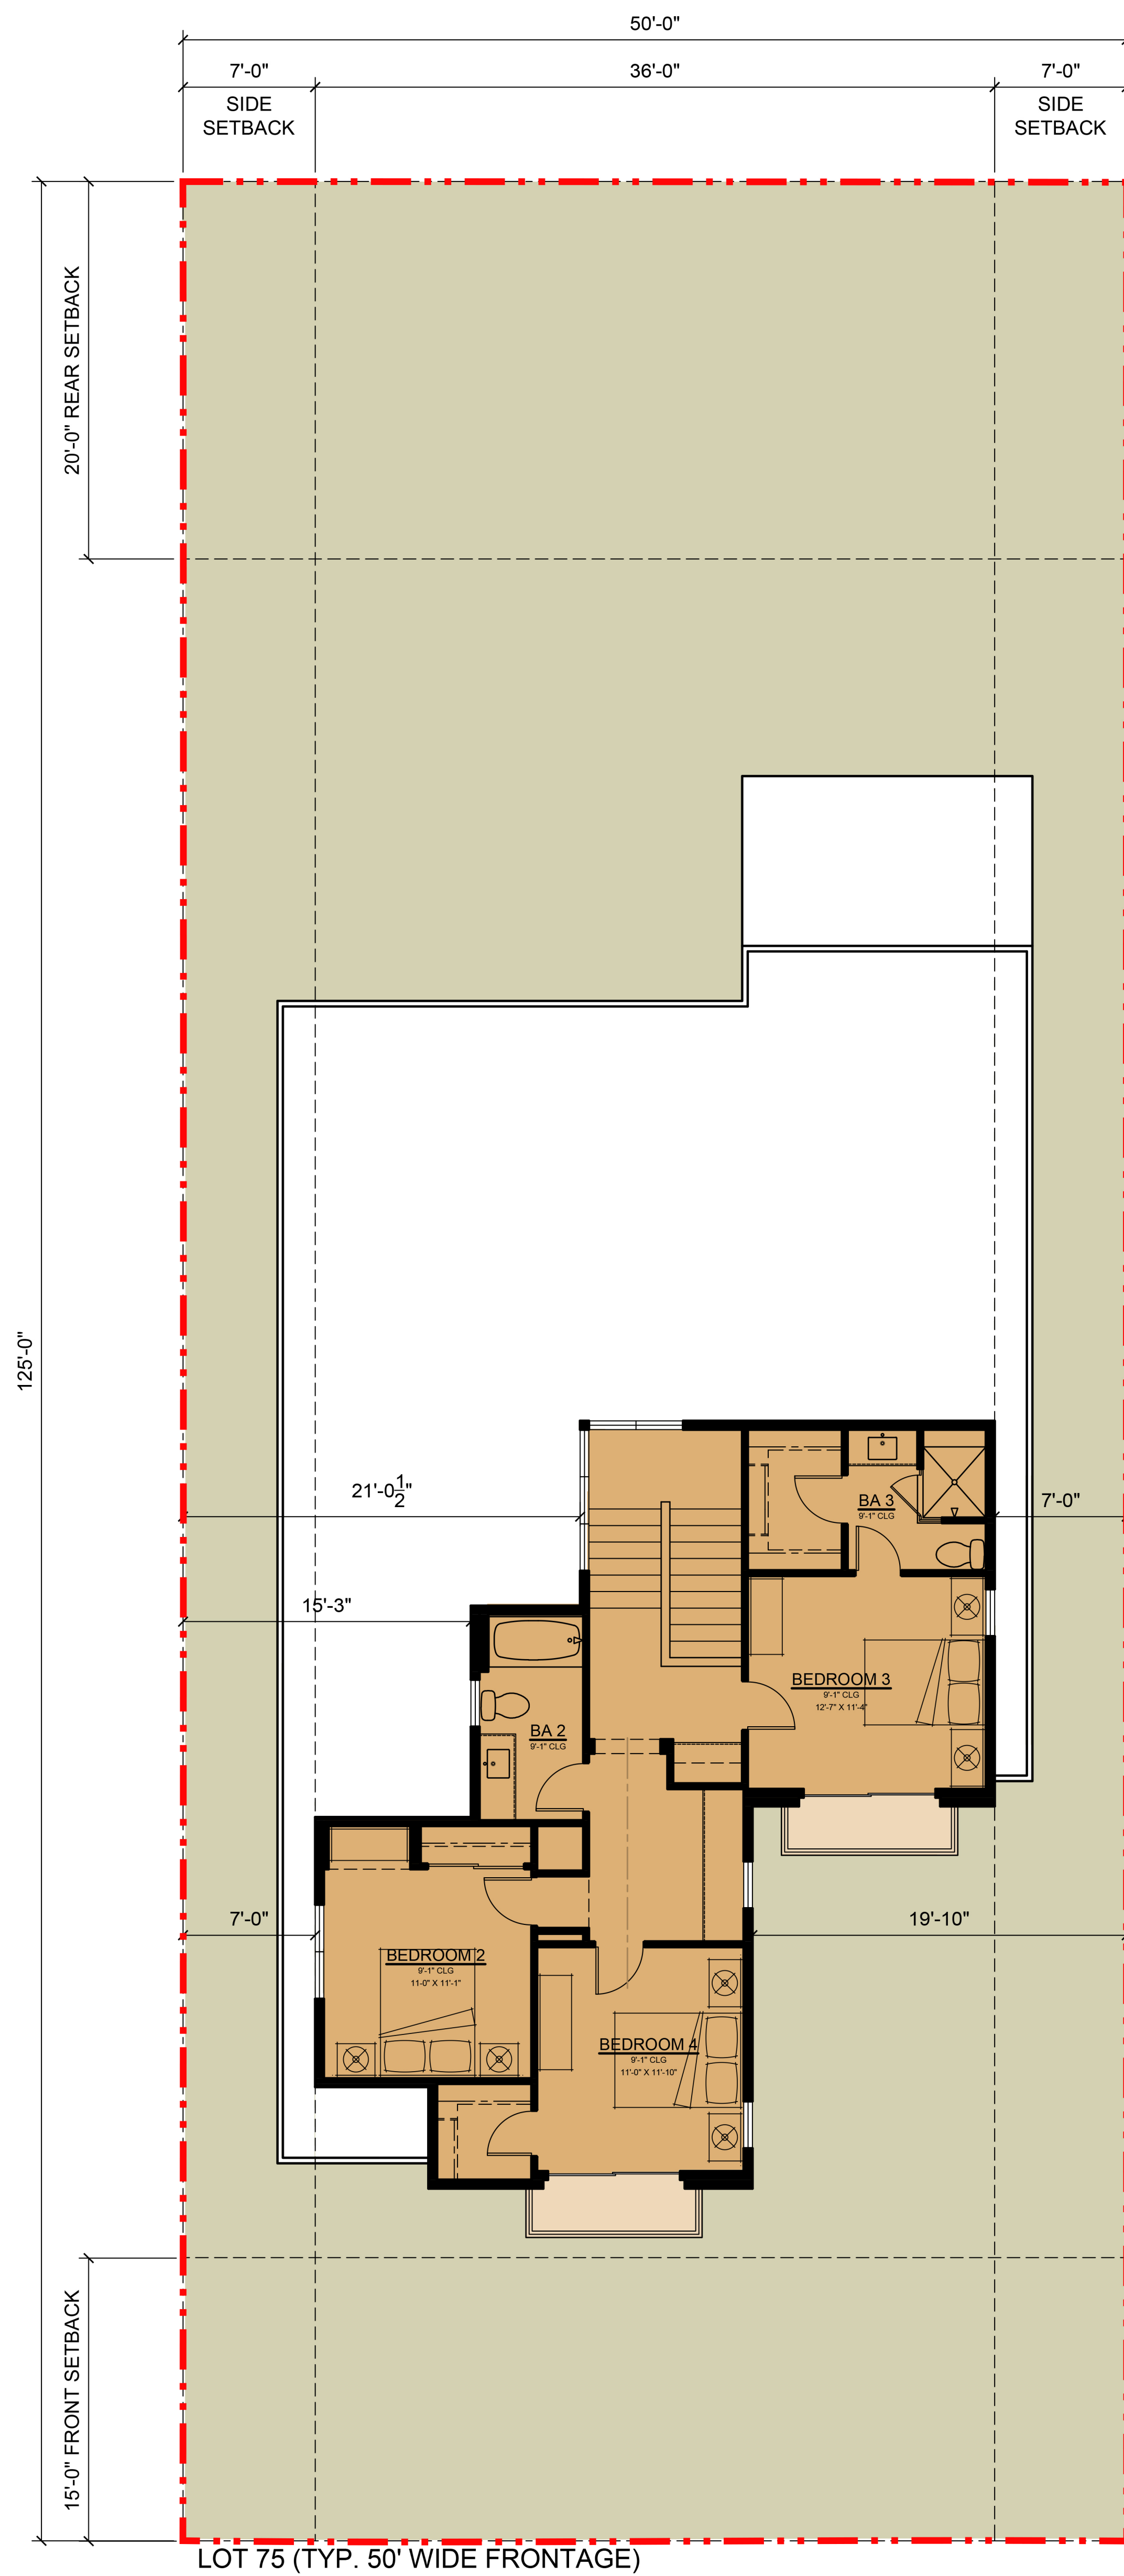 50'-0"
7'-0"
36'-0"
7'-0"
SIDE
SETBACK
SIDE
SETBACK
20'-0" REAR SETBACK
125'-0"
21'-0 1/2"
BA 3
9'-1" CLG
7'-0"
15'-3"
BEDROOM 3
9'-1" CLG
12'-7" X 11'-4"
BA 2
9'-1" CLG
7'-0"
19'-10"
BEDROOM 2
9'-1" CLG
11-0" X 11'-1"
BEDROOM 4
9'-1" CLG
11'-0" X 11'-10"
15'-0" FRONT SETBACK
LOT 75 (TYP. 50' WIDE FRONTAGE)